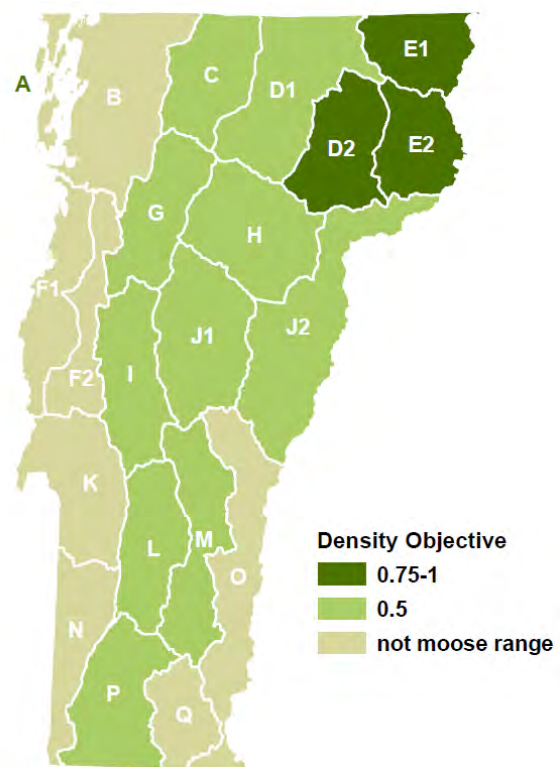 E1
C
A
B
D1
E2
D2
G
H
F1
J2
J1
I
F2
K
Density Objective
M
L
0.75-1
O
0.5
N
not moose range
P
Q